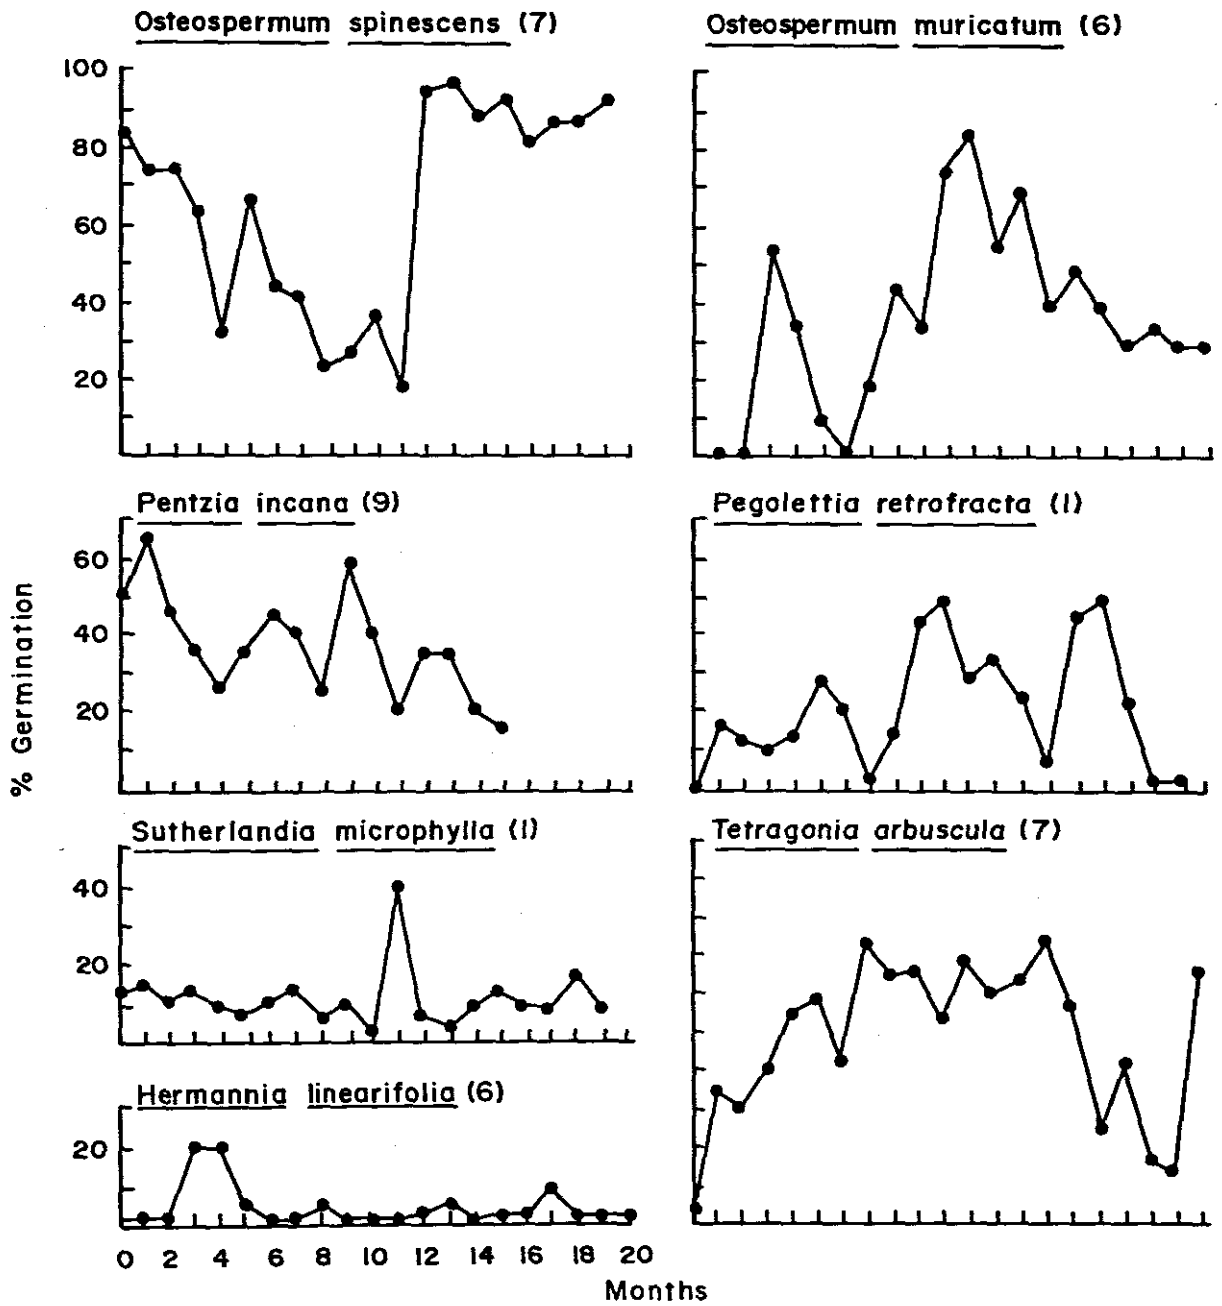 Osteospermum spinescens (7)
100
80
60
40
20
Osteospermum muricatum (6)
Pentzia incana (9)
60
40
20
Pegolettia retrofracta (1)
% Germination
Sutherlandia microphylla (1)
40
20
Tetragonia arbuscula (7)
Hermannia linearifolia (6)
20
0 2 4 6 8 10 12 14 16 18 20
Months